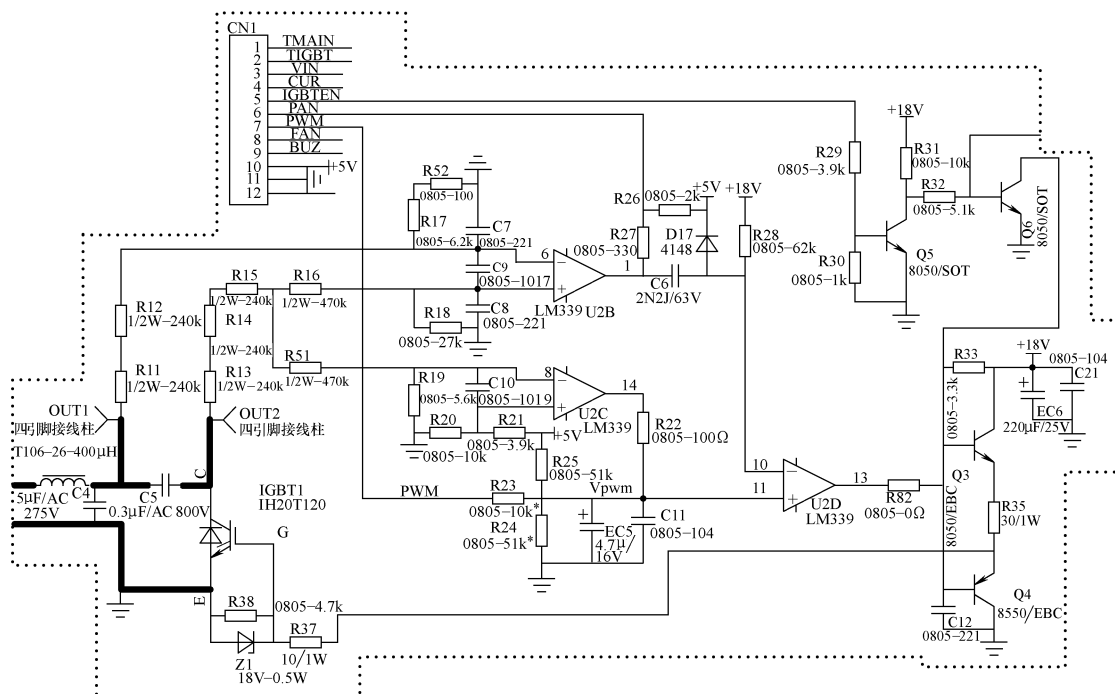 CN1
1 TMAIN
2 TIGBT
3 VIN
4 CUR
5 IGBTEN
6 PAN
7 PWM
8 FAN
9 BUZ
10 +5V
11
12
R52
0805–100
R17
0805–6.2k
C7
0805–221
C9
0805–1017
C8
0805–221
R18
0805–27k
R15
1/2W–240k
R16
1/2W–470k
R12
1/2W–240k
R14
1/2W–240k
R11
1/2W–240k
R13
1/2W–240k
R51
1/2W–470k
6
1
LM339 U2B
R26
0805–2k
+5V
R27
0805–330
D17
4148
C6
2N2J/63V
+18V
R28
0805–62k
R29
0805–3.9k
R30
0805–1k
+18V
R31
0805–10k
R32
0805–5.1k
Q5
8050/SOT
Q6
8050/SOT
R19
0805–5.6k
C10
0805–1019
R20
0805–10k
R21
0805–3.9k
+5V
8
14
U2C
LM339
R22
0805–100Ω
R25
0805–51k
Vpwm
PWM
R23
0805–10k*
R24
0805–51k*
EC5
4.7μ/
16V
C11
0805–104
10
11
13
U2D
LM339
R82
0805–0Ω
R33
0805–3.3k
+18V
0805–104
C21
EC6
220μF/25V
Q3
8050/EBC
R35
30/1W
Q4
8550/EBC
C12
0805–221
OUT1
四引脚接线柱
OUT2
四引脚接线柱
T106–26–400μH
C4
5μF/AC
275V
C5
0.3μF/AC 800V
C
IGBT1
IH20T120
G
E
R38
0805–4.7k
R37
10/1W
Z1
18V–0.5W